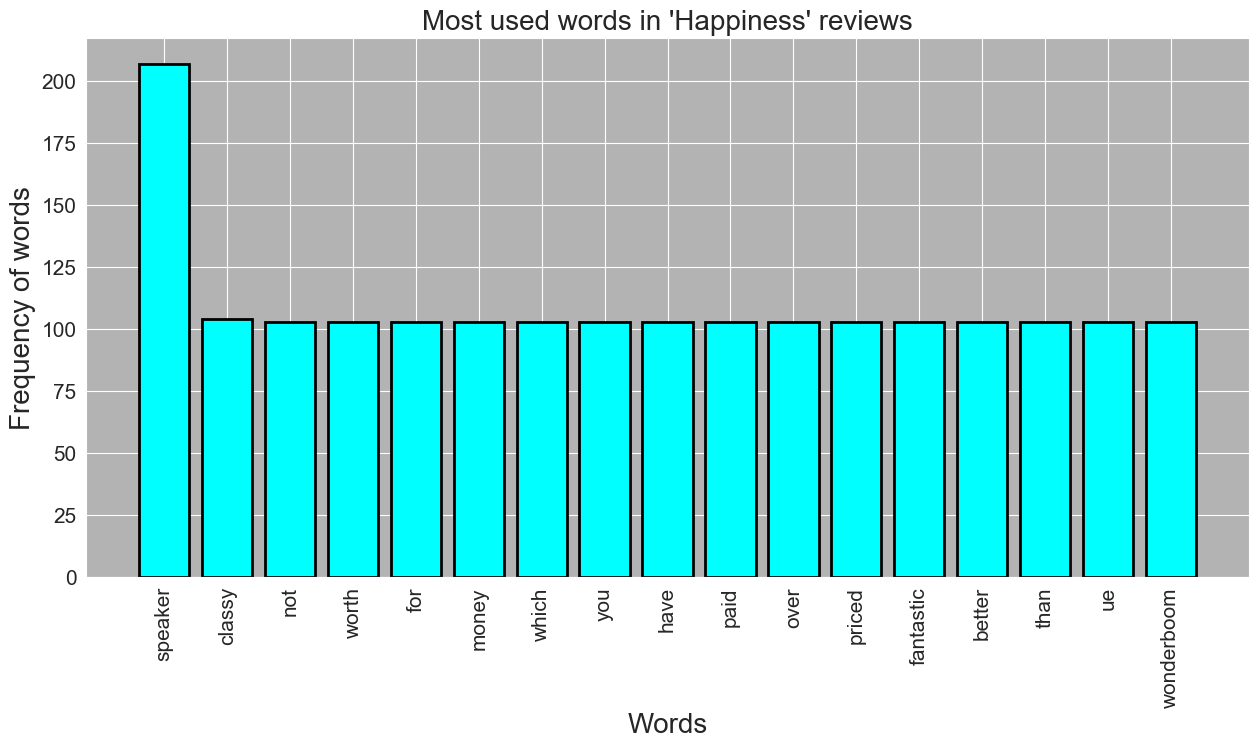 Most used words in 'Happiness' reviews
Frequency of words
200
175
150
125
100
75
50
25
0
speaker
classy
not
worth
for
money
which
you
have
paid
over
priced
fantastic
better
than
ue
wonderboom
Words